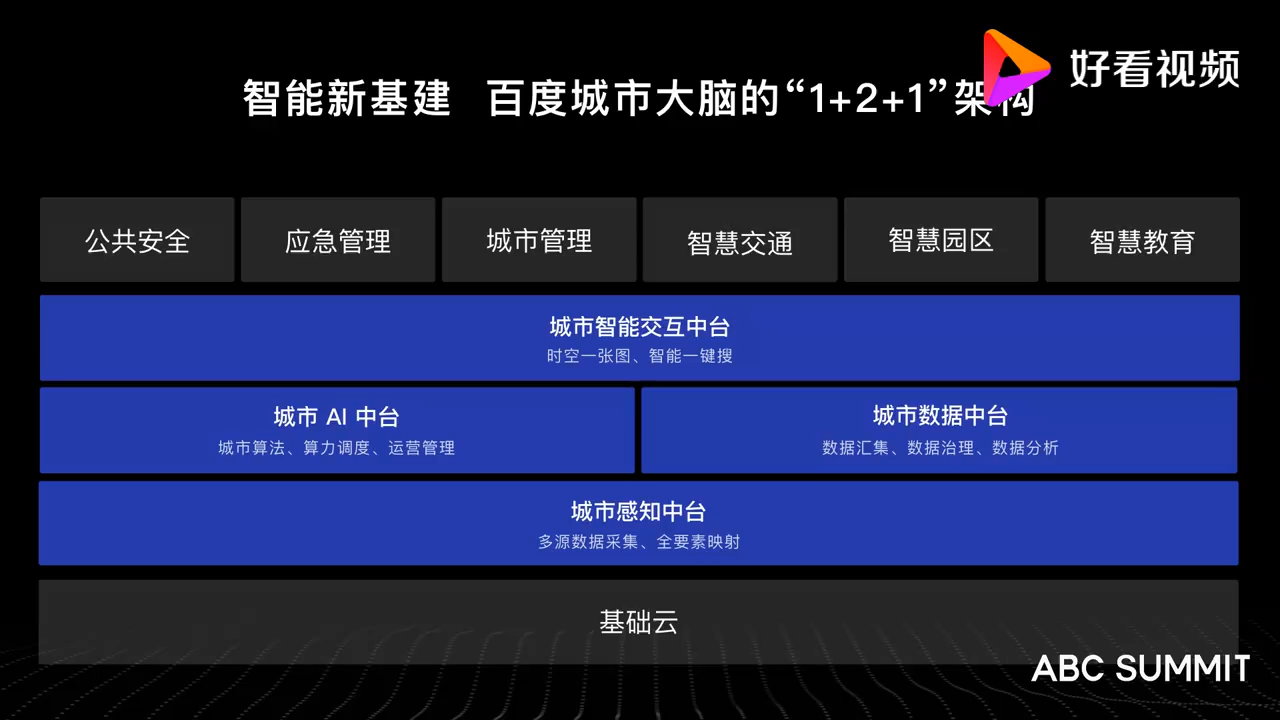 好看视频
智能新基建 百度城市大脑的“1+2+1”架构
公共安全
应急管理
城市管理
智慧交通
智慧园区
智慧教育
城市智能交互中台
时空一张图、智能一键搜
城市 AI 中台
城市算法、算力调度、运营管理
城市数据中台
数据汇集、数据治理、数据分析
城市感知中台
多源数据采集、全要素映射
基础云
ABC SUMMIT